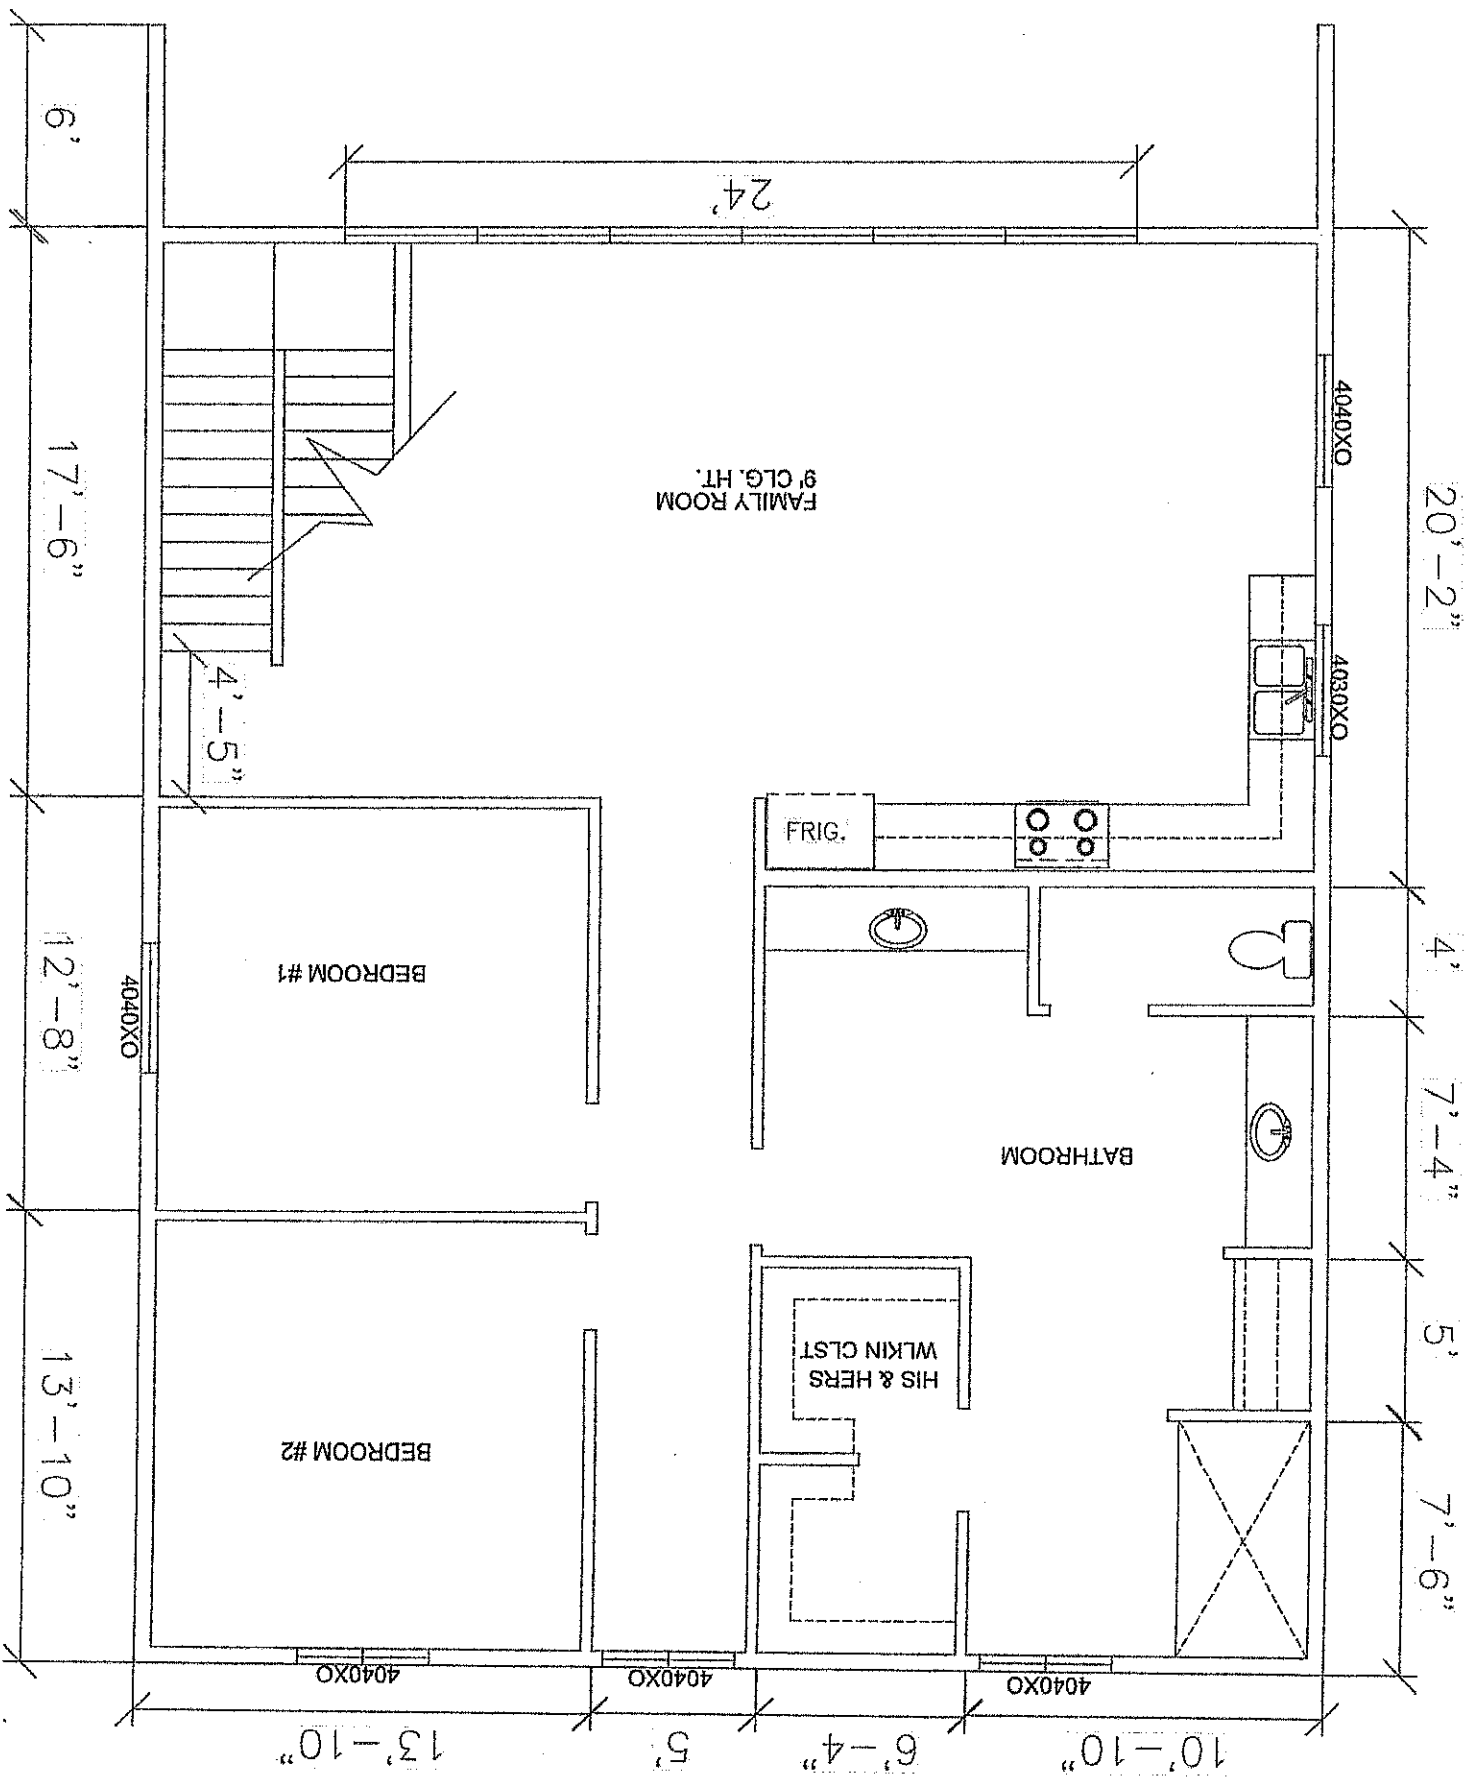 6'
24'
17'-6"
4040XO
20'-2"
FAMILY ROOM
9' CLG. HT.
4030XO
4'-5"
FRIG.
4'
BEDROOM #1
12'-8"
4040XO
7'-4"
BATHROOM
5'
HIS & HERS
WLKIN CLST
13'-10"
BEDROOM #2
7'-6"
4040XO
4040XO
4040XO
13'-10"
5'
6'-4"
10'-10"